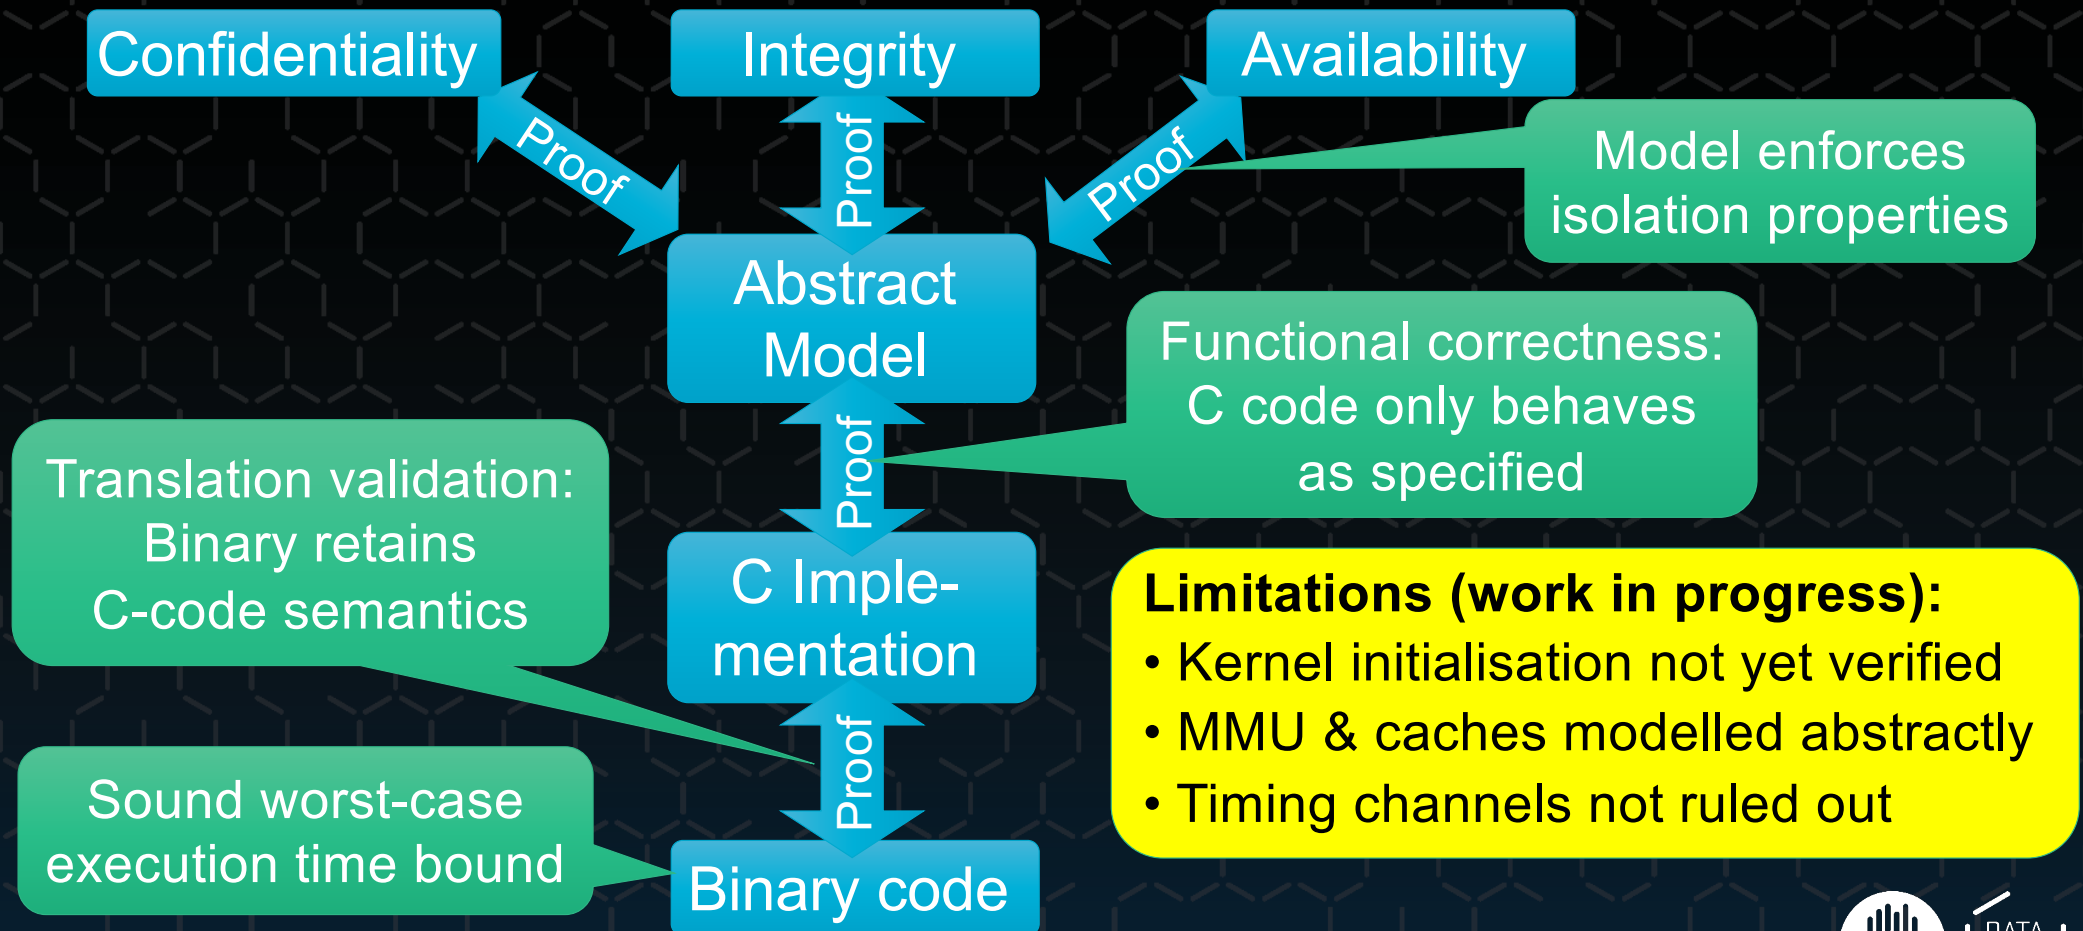 Confidentiality
Integrity
Availability
Proof
Proof
Proof
Model enforces
isolation properties
Abstract
Model
Functional correctness:
C code only behaves
as specified
Proof
Translation validation:
Binary retains
C-code semantics
C Imple-
mentation
Limitations (work in progress):
• Kernel initialisation not yet verified
• MMU & caches modelled abstractly
• Timing channels not ruled out
Proof
Sound worst-case
execution time bound
Binary code
DATA